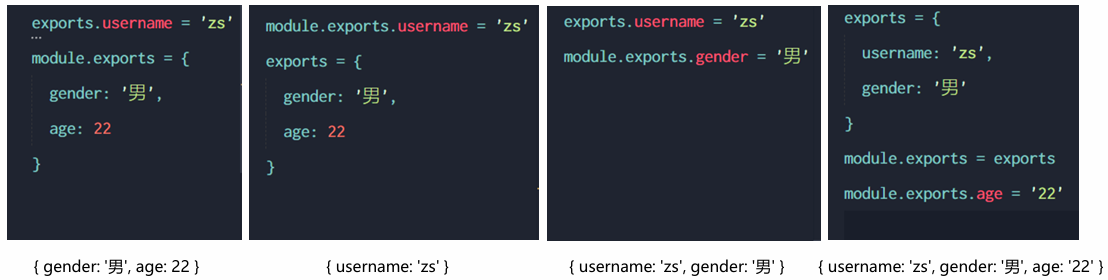 exports.username = 'zs'
module.exports = {
gender: '男',
age: 22
}
{ gender: '男', age: 22 }
module.exports.username = 'zs'
exports = {
gender: '男',
age: 22
}
{ username: 'zs' }
exports.username = 'zs'
module.exports.gender = '男'
{ username: 'zs', gender: '男' }
exports = {
username: 'zs',
gender: '男'
}
module.exports = exports
module.exports.age = '22'
{ username: 'zs', gender: '男', age: '22' }